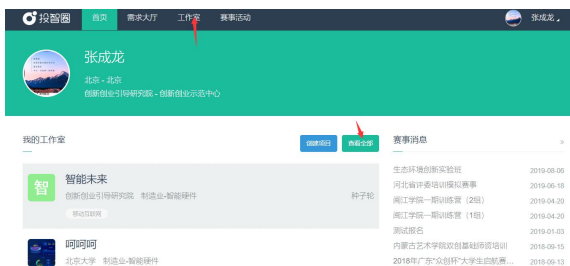 投智圈 首页 需求大厅 工作室 赛事活动 张成龙
张成龙
北京 - 北京
创新创业引导研究院 - 创新创业示范中心
我的工作室 创建项目 查看全部
智 智能未来
创新创业引导研究院 制造业-智能硬件 种子轮
移动互联网
呵呵呵
北京大学 制造业-智能硬件
赛事消息 »
生态环境创新实验班 2019-08-06
河北省评委培训模拟赛事 2019-06-18
闽江学院一期训练营（2组） 2019-04-20
闽江学院一期训练营（1组） 2019-04-20
测试报名 2019-01-03
内蒙古艺术学院双创基础师资培训 2018-09-15
2018年广东“众创杯”大学生启航赛... 2018-09-13